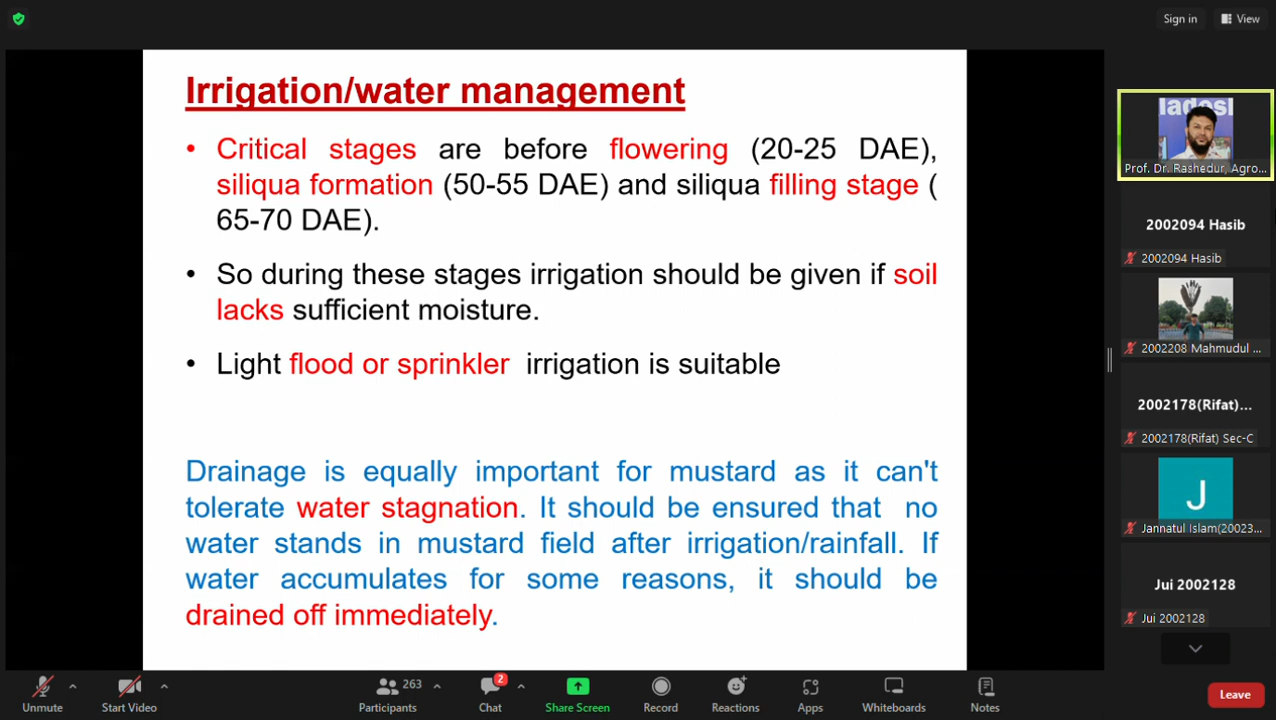 Sign in
View
Irrigation/water management
• Critical stages are before flowering (20-25 DAE),
siliqua formation (50-55 DAE) and siliqua filling stage (
65-70 DAE).
• So during these stages irrigation should be given if soil
lacks sufficient moisture.
• Light flood or sprinkler irrigation is suitable
Drainage is equally important for mustard as it can't
tolerate water stagnation. It should be ensured that no
water stands in mustard field after irrigation/rainfall. If
water accumulates for some reasons, it should be
drained off immediately.
Prof. Dr. Rashedur, Agro...
2002094 Hasib
2002094 Hasib
2002208 Mahmudul ...
2002178(Rifat)...
2002178(Rifat) Sec-C
J
Jannatul Islam(20023...
Jui 2002128
Jui 2002128
Unmute
Start Video
263
Participants
2
Chat
Share Screen
Record
Reactions
Apps
Whiteboards
Notes
Leave